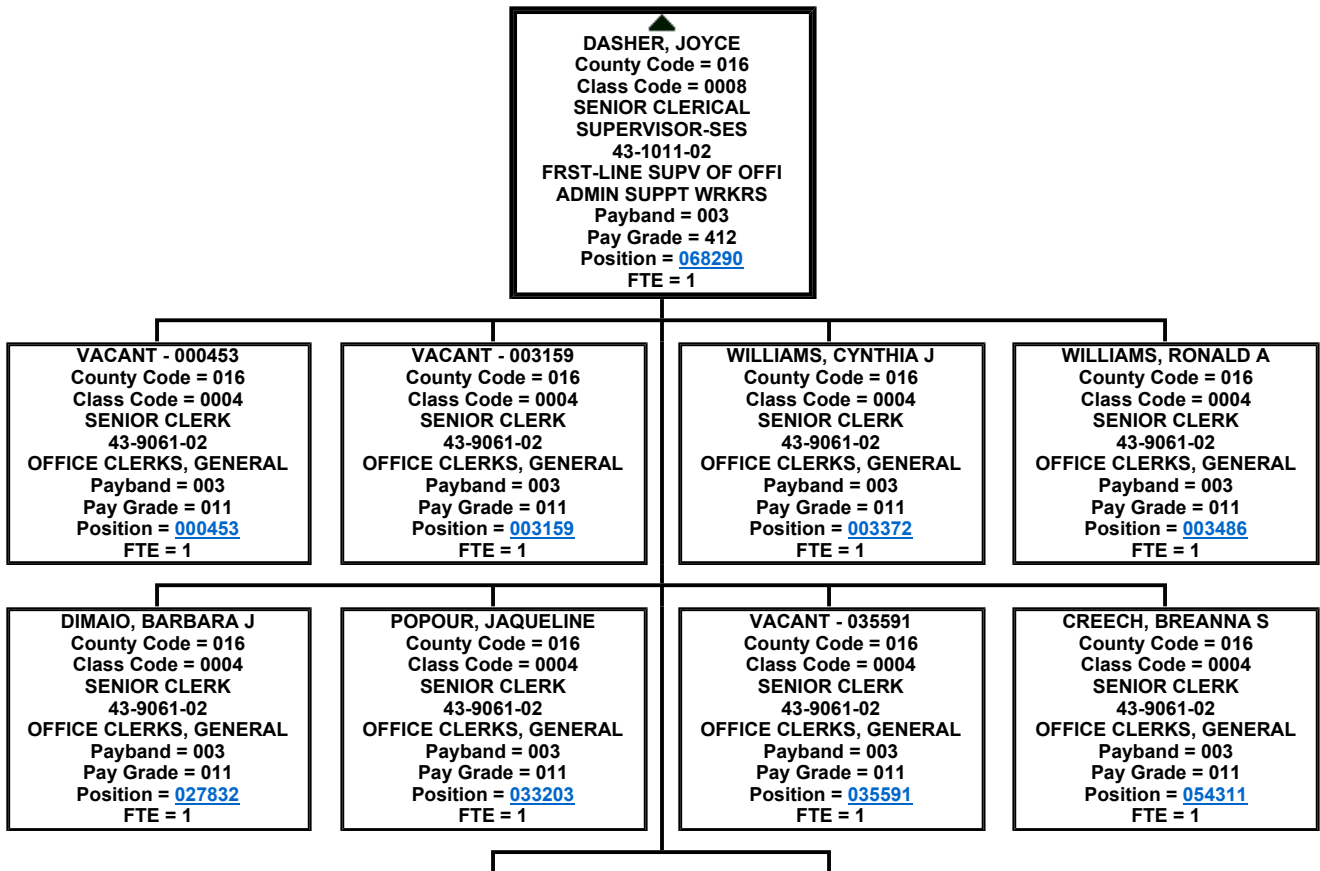 DASHER, JOYCE
County Code = 016
Class Code = 0008
SENIOR CLERICAL
SUPERVISOR-SES
43-1011-02
FRST-LINE SUPV OF OFFI
ADMIN SUPPT WRKRS
Payband = 003
Pay Grade = 412
Position = 068290
FTE = 1
VACANT - 000453
County Code = 016
Class Code = 0004
SENIOR CLERK
43-9061-02
OFFICE CLERKS, GENERAL
Payband = 003
Pay Grade = 011
Position = 000453
FTE = 1
VACANT - 003159
County Code = 016
Class Code = 0004
SENIOR CLERK
43-9061-02
OFFICE CLERKS, GENERAL
Payband = 003
Pay Grade = 011
Position = 003159
FTE = 1
WILLIAMS, CYNTHIA J
County Code = 016
Class Code = 0004
SENIOR CLERK
43-9061-02
OFFICE CLERKS, GENERAL
Payband = 003
Pay Grade = 011
Position = 003372
FTE = 1
WILLIAMS, RONALD A
County Code = 016
Class Code = 0004
SENIOR CLERK
43-9061-02
OFFICE CLERKS, GENERAL
Payband = 003
Pay Grade = 011
Position = 003486
FTE = 1
DIMAIO, BARBARA J
County Code = 016
Class Code = 0004
SENIOR CLERK
43-9061-02
OFFICE CLERKS, GENERAL
Payband = 003
Pay Grade = 011
Position = 027832
FTE = 1
POPOUR, JAQUELINE
County Code = 016
Class Code = 0004
SENIOR CLERK
43-9061-02
OFFICE CLERKS, GENERAL
Payband = 003
Pay Grade = 011
Position = 033203
FTE = 1
VACANT - 035591
County Code = 016
Class Code = 0004
SENIOR CLERK
43-9061-02
OFFICE CLERKS, GENERAL
Payband = 003
Pay Grade = 011
Position = 035591
FTE = 1
CREECH, BREANNA S
County Code = 016
Class Code = 0004
SENIOR CLERK
43-9061-02
OFFICE CLERKS, GENERAL
Payband = 003
Pay Grade = 011
Position = 054311
FTE = 1